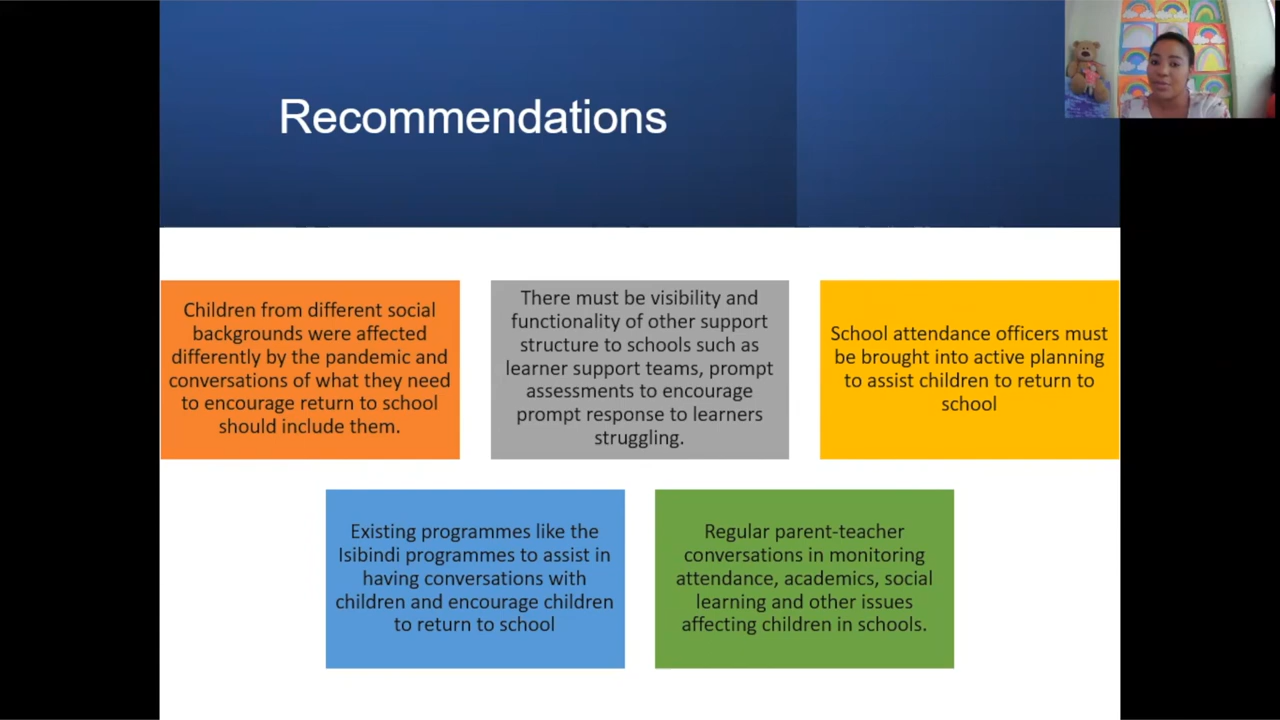 Recommendations
Children from different social
backgrounds were affected
differently by the pandemic and
conversations of what they need
to encourage return to school
should include them.
There must be visibility and
functionality of other support
structure to schools such as
learner support teams, prompt
assessments to encourage
prompt response to learners
struggling.
School attendance officers must
be brought into active planning
to assist children to return to
school
Existing programmes like the
Isibindi programmes to assist in
having conversations with
children and encourage children
to return to school
Regular parent-teacher
conversations in monitoring
attendance, academics, social
learning and other issues
affecting children in schools.